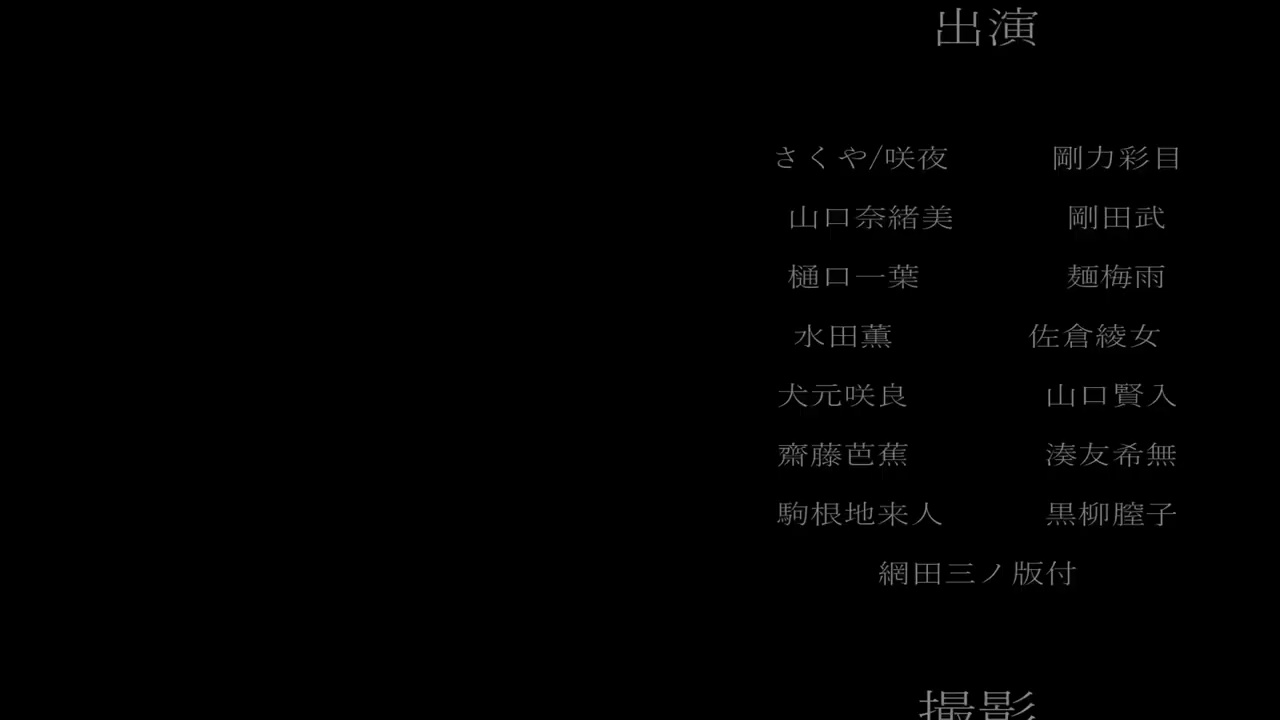 出演
さくや/咲夜 剛力彩目
山口奈緒美 剛田武
樋口一葉 麺梅雨
水田薫 佐倉綾女
犬元咲良 山口賢入
齋藤芭蕉 湊友希無
駒根地来人 黒柳膣子
網田三ノ版付
撮影